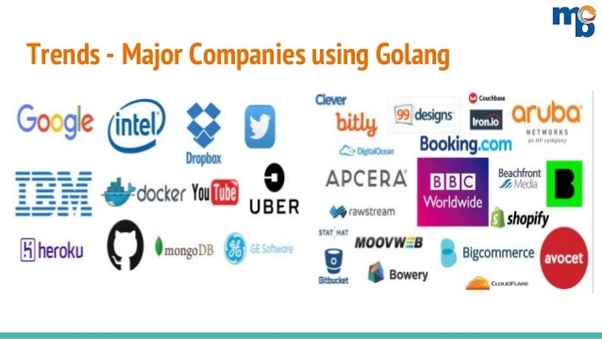 mb
Trends - Major Companies using Golang
Google
intel
Dropbox
IBM
docker
YouTube
UBER
heroku
mongoDB
GE Software
Clever
bitly
99designs
Couchbase
Iron.io
aruba
NETWORKS
an HP company
DigitalOcean
Booking.com
APCERA
BBC
Worldwide
Beachfront
Media
B
rawstream
shopify
STAT HAT
MOOVWEB
Bitbucket
Bowery
Bigcommerce
CLOUDFLARE
avocet